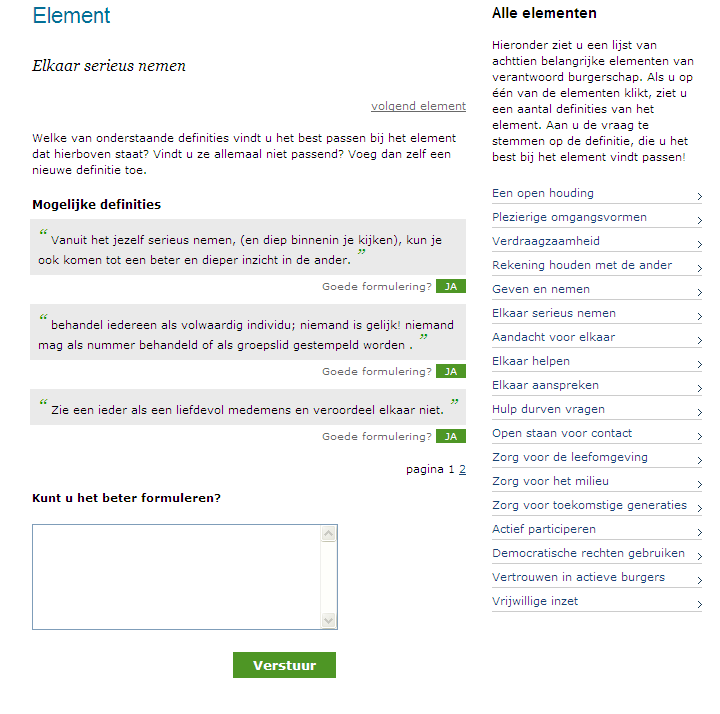 Element
Elkaar serieus nemen
volgend element
Welke van onderstaande definities vindt u het best passen bij het element
dat hierboven staat? Vindt u ze allemaal niet passend? Voeg dan zelf een
nieuwe definitie toe.
Mogelijke definities
“ Vanuit het jezelf serieus nemen, (en diep binnenin je kijken), kun je
ook komen tot een beter en dieper inzicht in de ander. ”
Goede formulering? JA
“ behandel iedereen als volwaardig individu; niemand is gelijk! niemand
mag als nummer behandeld of als groepslid gestempeld worden . ”
Goede formulering? JA
“ Zie een ieder als een liefdevol medemens en veroordeel elkaar niet. ”
Goede formulering? JA
pagina 1 2
Kunt u het beter formuleren?
Verstuur
Alle elementen
Hieronder ziet u een lijst van
achttien belangrijke elementen van
verantwoord burgerschap. Als u op
één van de elementen klikt, ziet u
een aantal definities van het
element. Aan u de vraag te
stemmen op de definitie, die u het
best bij het element vindt passen!
Een open houding
Plezierige omgangsvormen
Verdraagzaamheid
Rekening houden met de ander
Geven en nemen
Elkaar serieus nemen
Aandacht voor elkaar
Elkaar helpen
Elkaar aanspreken
Hulp durven vragen
Open staan voor contact
Zorg voor de leefomgeving
Zorg voor het milieu
Zorg voor toekomstige generaties
Actief participeren
Democratische rechten gebruiken
Vertrouwen in actieve burgers
Vrijwillige inzet